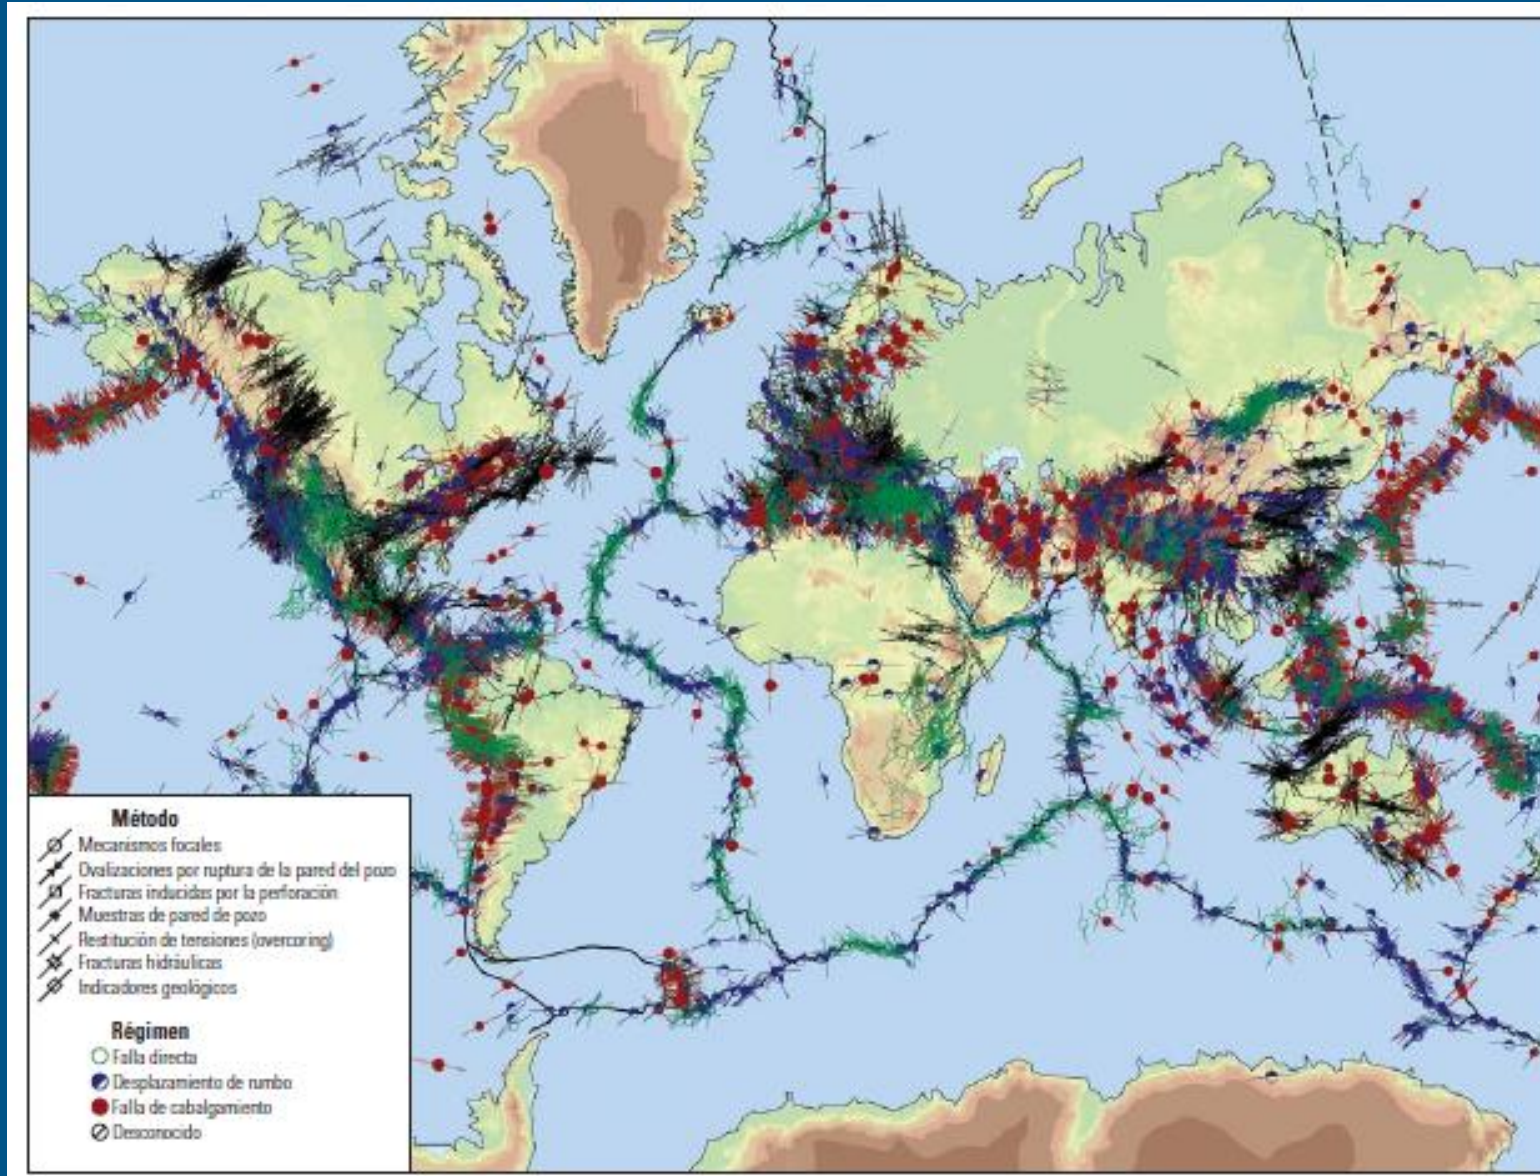 Método
Mecanismos focales
Ovalizaciones por ruptura de la pared del pozo
Fracturas inducidas por la perforación
Muestras de pared de pozo
Restitución de tensiones (overcoring)
Fracturas hidráulicas
Indicadores geológicos
Régimen
Falla directa
Desplazamiento de rumbo
Falla de cabalgamiento
Desconocido